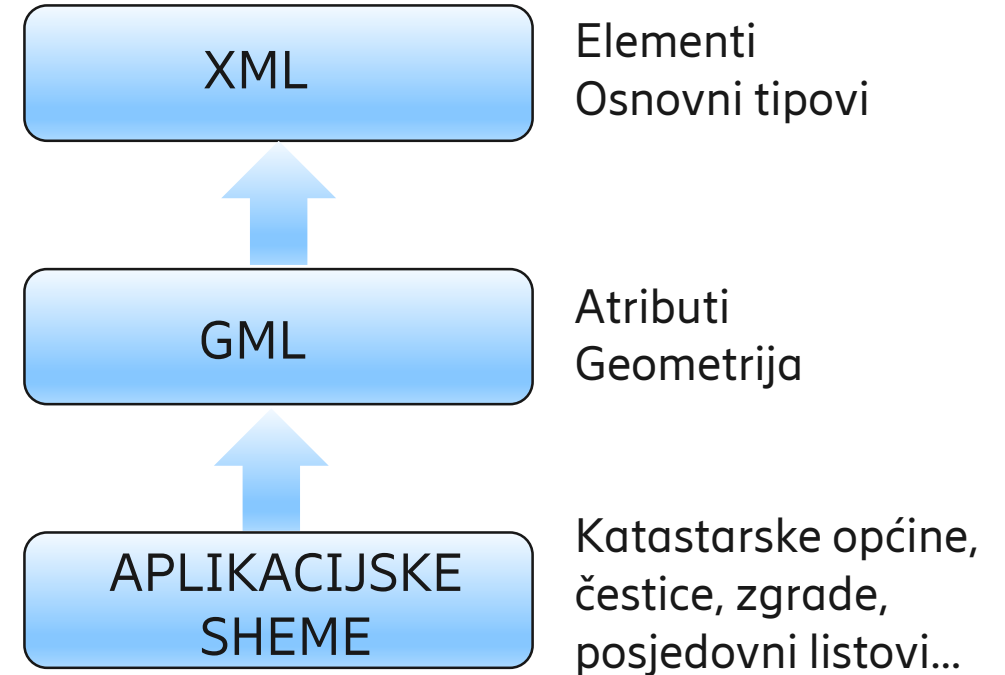 XML
Elementi
Osnovni tipovi
GML
Atributi
Geometrija
APLIKACIJSKE
SHEME
Katastarske općine,
čestice, zgrade,
posjedovni listovi...